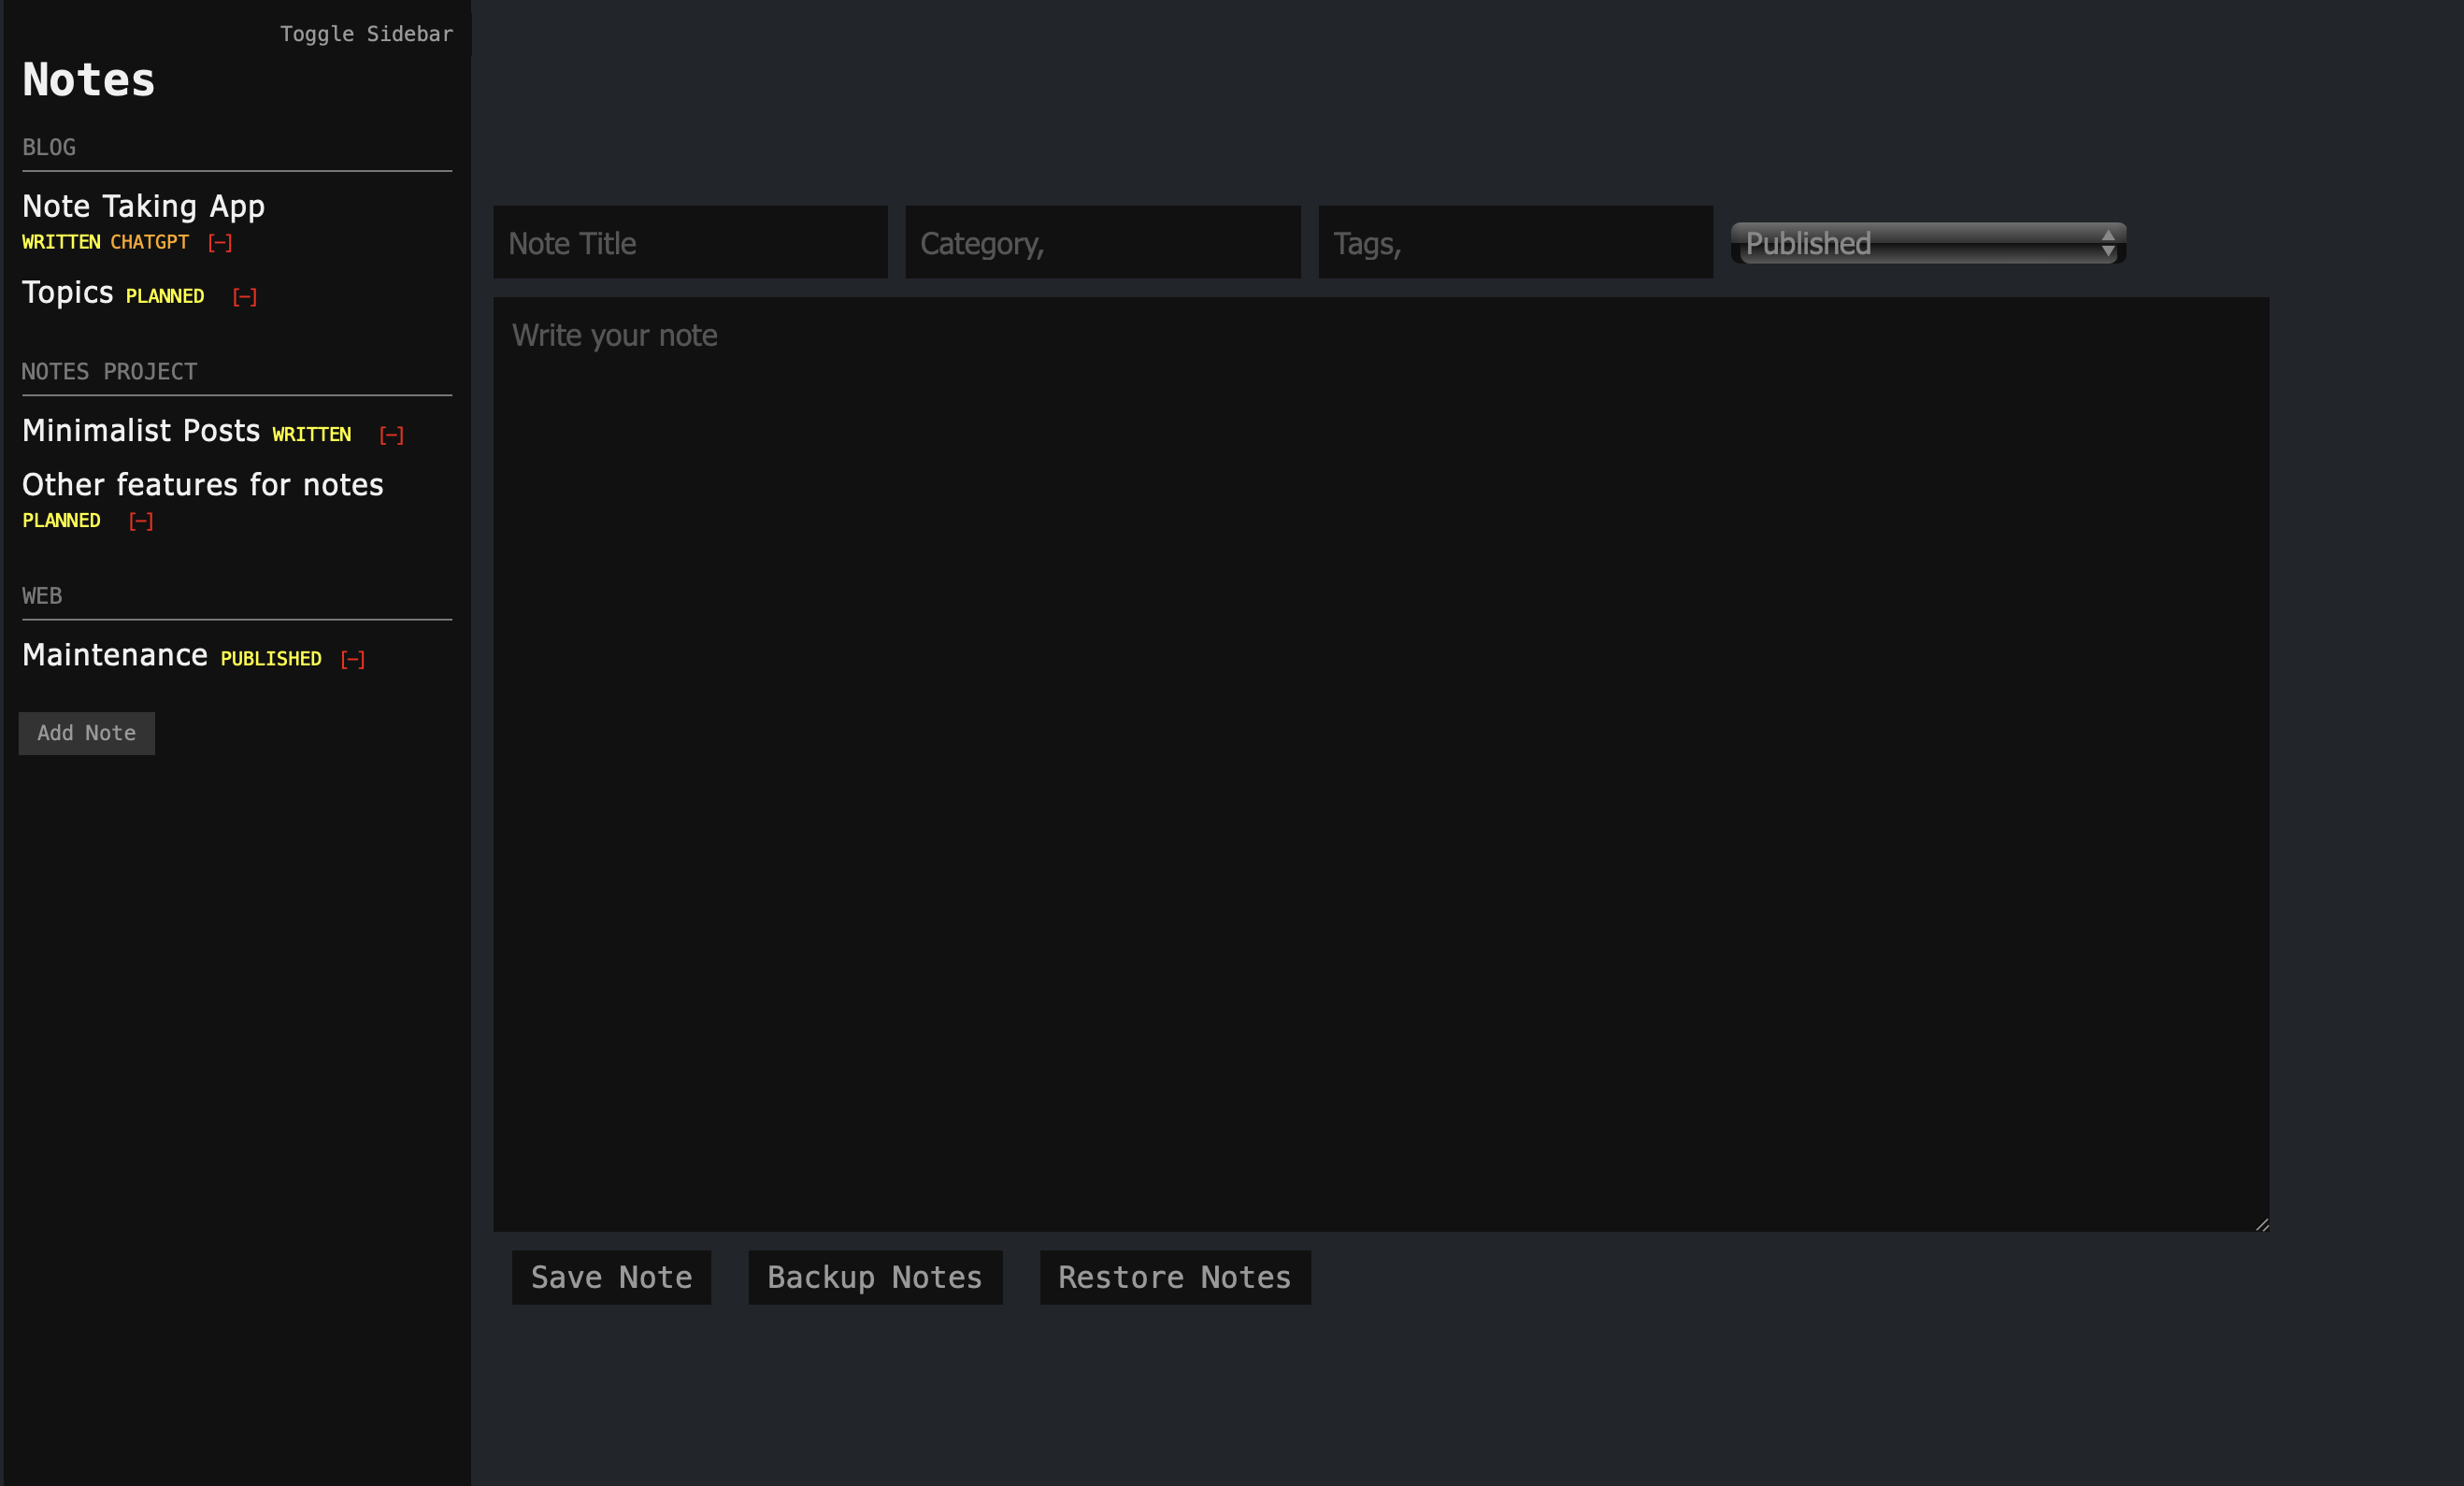 Toggle Sidebar
Notes
BLOG
Note Taking App
WRITTEN CHATGPT [−]
Topics PLANNED [−]
NOTES PROJECT
Minimalist Posts WRITTEN [−]
Other features for notes
PLANNED [−]
WEB
Maintenance PUBLISHED [−]
Add Note
Note Title
Category,
Tags,
Published
Write your note
Save Note
Backup Notes
Restore Notes